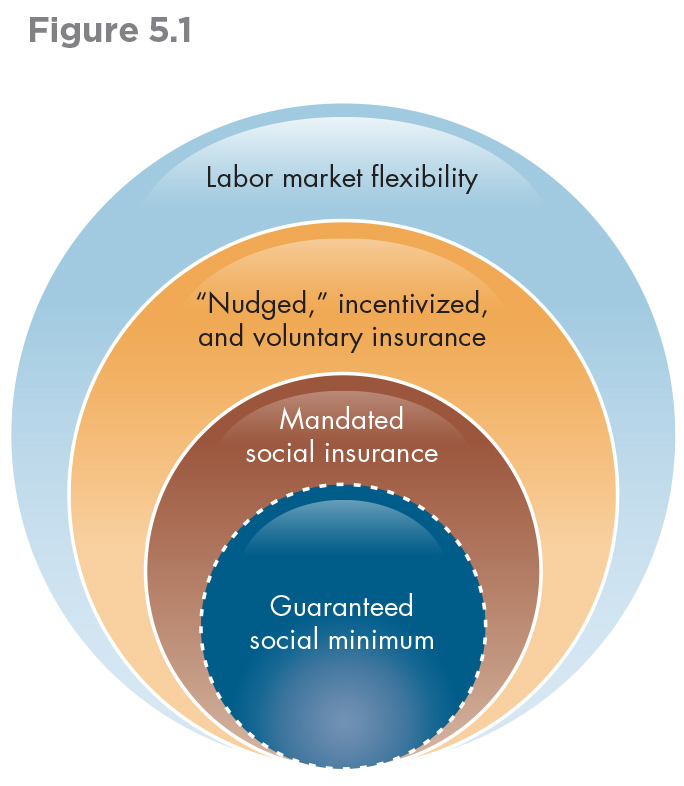 Figure 5.1
Labor market flexibility
“Nudged,” incentivized,
and voluntary insurance
Mandated
social insurance
Guaranteed
social minimum